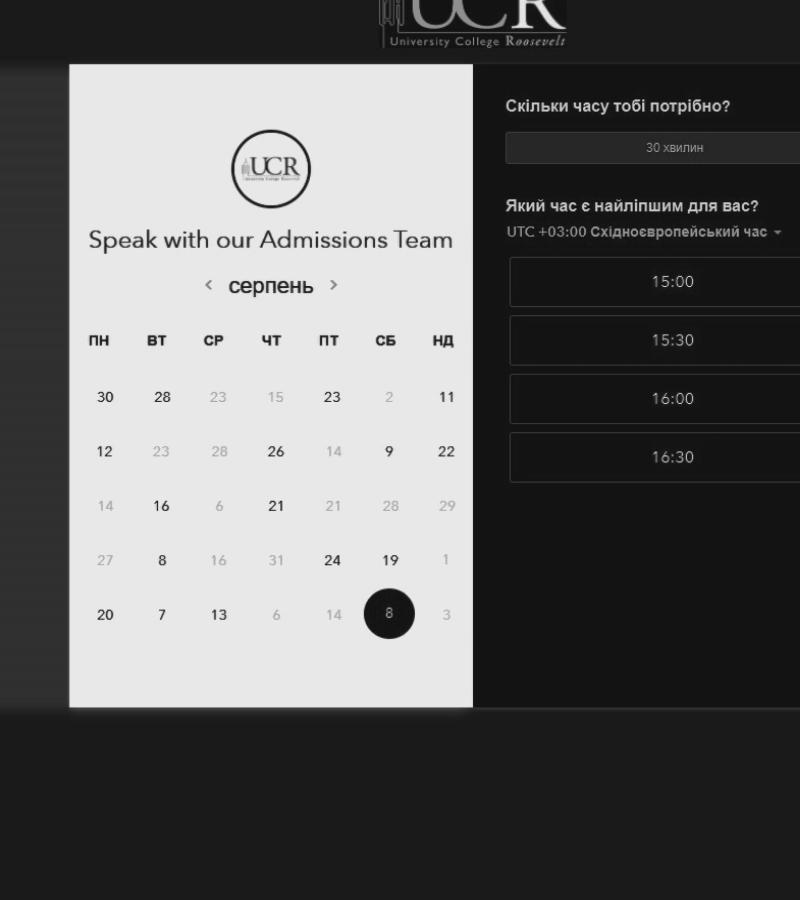 UCR
University College Roosevelt
UCR
University College Roosevelt
Speak with our Admissions Team
серпень
ПН ВТ СР ЧТ ПТ СБ НД
30 28 23 15 23 2 11
12 23 28 26 14 9 22
14 16 6 21 21 28 29
27 8 16 31 24 19 1
20 7 13 6 14 8 3
Скільки часу тобі потрібно?
30 хвилин
Який час є найліпшим для вас?
UTC +03:00 Східноєвропейський час
15:00
15:30
16:00
16:30